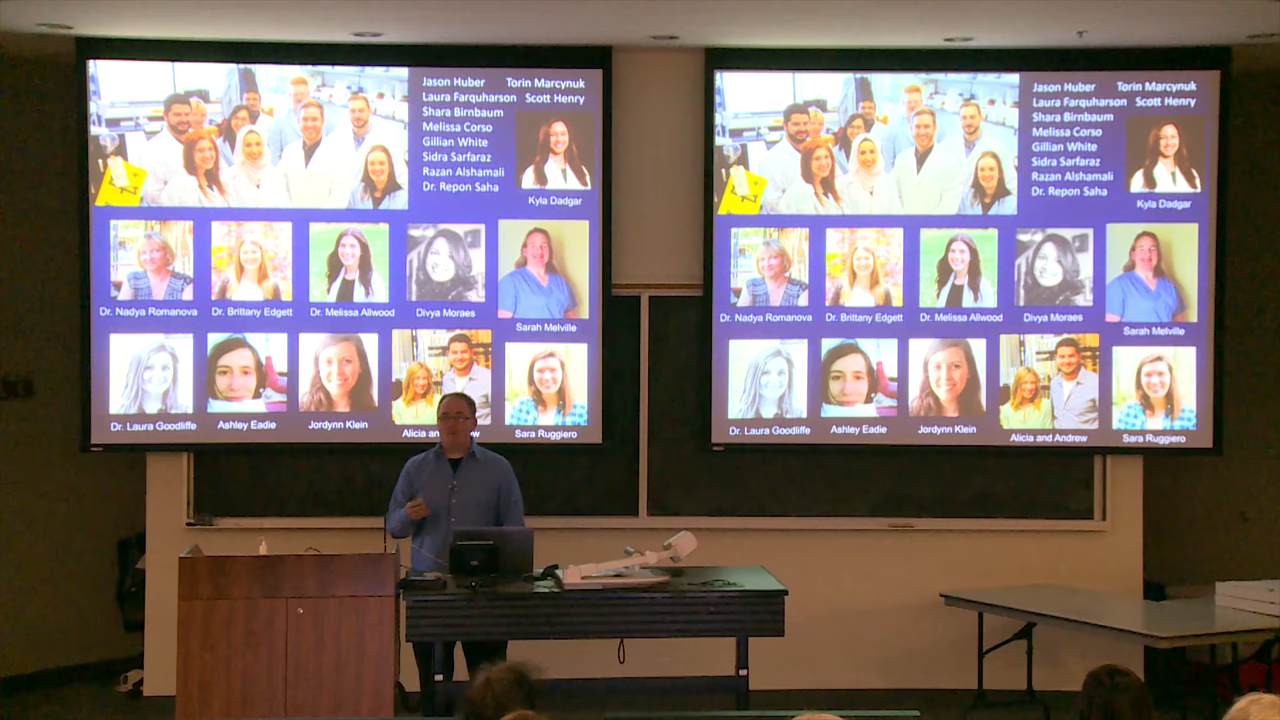 Jason Huber Torin Marcynuk
Laura Farquharson Scott Henry
Shara Birnbaum
Melissa Corso
Gillian White
Sidra Sarfaraz
Razan Alshamali
Dr. Repon Saha
Kyla Dadgar
Dr. Nadya Romanova Dr. Brittany Edgett Dr. Melissa Allwood Divya Moraes
Sarah Melville
Dr. Laura Goodliffe Ashley Eadie Jordynn Klein
Alicia and Andrew Sara Ruggiero
Jason Huber Torin Marcynuk
Laura Farquharson Scott Henry
Shara Birnbaum
Melissa Corso
Gillian White
Sidra Sarfaraz
Razan Alshamali
Dr. Repon Saha
Kyla Dadgar
Dr. Nadya Romanova Dr. Brittany Edgett Dr. Melissa Allwood Divya Moraes
Sarah Melville
Dr. Laura Goodliffe Ashley Eadie Jordynn Klein
Alicia and Andrew Sara Ruggiero